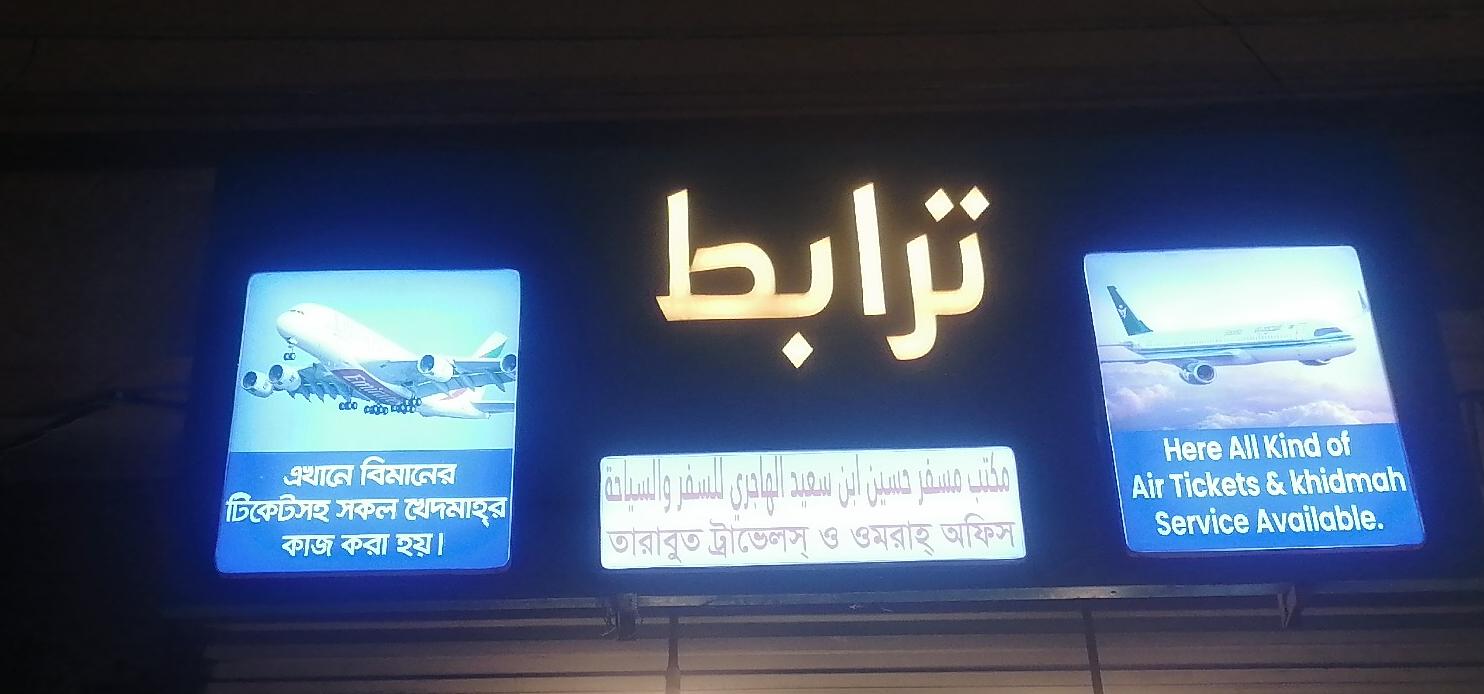 ترابط
এখানে বিমানের
টিকেটসহ সকল খেদমাহ্‌র
কাজ করা হয়।
مكتب مسفر حسين ابن سعيد الهاجري للسفر والسياحة
তারাবুত ট্রাভেলস্ ও ওমরাহ্ অফিস
Here All Kind of
Air Tickets & khidmah
Service Available.
Emirates